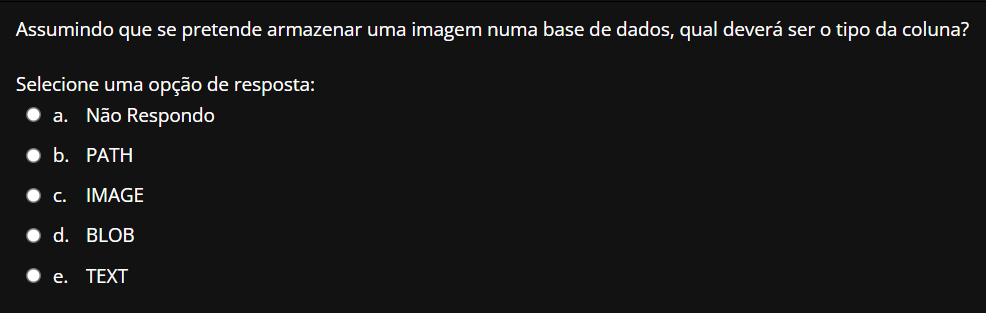 Assumindo que se pretende armazenar uma imagem numa base de dados, qual deverá ser o tipo da coluna?
Selecione uma opção de resposta:
a. Não Respondo
b. PATH
c. IMAGE
d. BLOB
e. TEXT